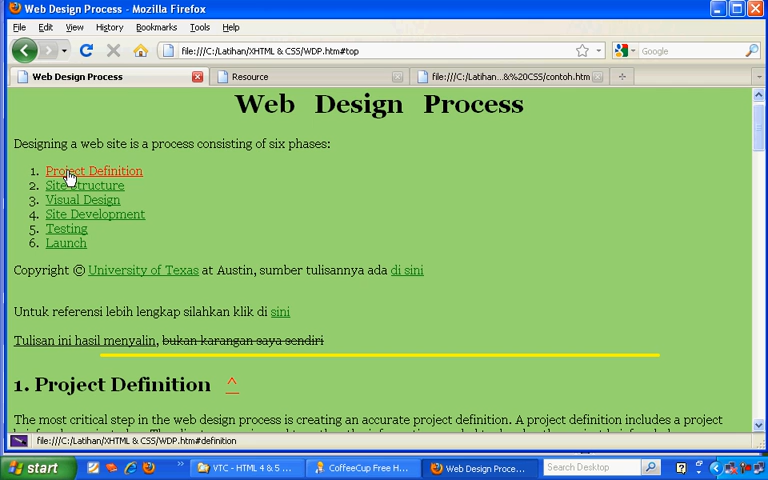 Web Design Process - Mozilla Firefox
File Edit View History Bookmarks Tools Help
file:///C:/Latihan/XHTML & CSS/WDP.htm#top
Google
Web Design Process
Resource
file:///C:/Latihan...&%20CSS/contoh.htm
Web Design Process
Designing a web site is a process consisting of six phases:
1. Project Definition
2. Site Structure
3. Visual Design
4. Site Development
5. Testing
6. Launch
Copyright © University of Texas at Austin, sumber tulisannya ada di sini
Untuk referensi lebih lengkap silahkan klik di sini
Tulisan ini hasil menyalin, bukan karangan saya sendiri
1. Project Definition ^
The most critical step in the web design process is creating an accurate project definition. A project definition includes a project
file:///C:/Latihan/XHTML & CSS/WDP.htm#definition
start
VTC - HTML 4 & 5 ...
CoffeeCup Free H...
Web Design Proce...
Search Desktop